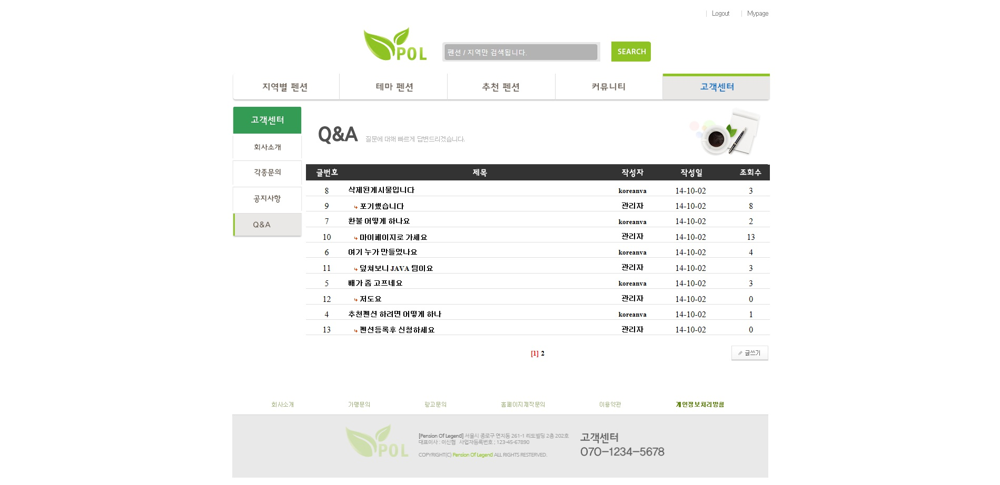 Logout Mypage
POL
펜션 / 지역만 검색됩니다. SEARCH
지역별 펜션 테마 펜션 추천 펜션 커뮤니티 고객센터
고객센터
회사소개
각종문의
공지사항
Q&A
Q&A 질문에 대해 빠르게 답변드리겠습니다.
글번호 제목 작성자 작성일 조회수
8 삭제된게시물입니다 koreanva 14-10-02 3
9 포기했습니다 관리자 14-10-02 8
7 환불 어떻게 하나요 koreanva 14-10-02 2
10 마이페이지로 가세요 관리자 14-10-02 13
6 여기 누가 만들었나요 koreanva 14-10-02 4
11 덮쳐보니 JAVA 팀이요 관리자 14-10-02 3
5 배가 좀 고프네요 koreanva 14-10-02 3
12 저도요 관리자 14-10-02 0
4 추천펜션 하려면 어떻게 하나 koreanva 14-10-02 1
13 펜션등록후 신청하세요 관리자 14-10-02 0
[1] 2
글쓰기
회사소개 가맹문의 광고문의 홈페이지제작문의 이용약관 개인정보처리방침
POL
[Pension Of Legend] 서울시 종로구 연지동 261-1 리도빌딩 2층 202호
대표이사 : 이신협 사업자등록번호 ; 123-45-67890
COPYRIGHT(C) Pension Of Legend ALL RIGHTS RESTERVED.
고객센터
070-1234-5678